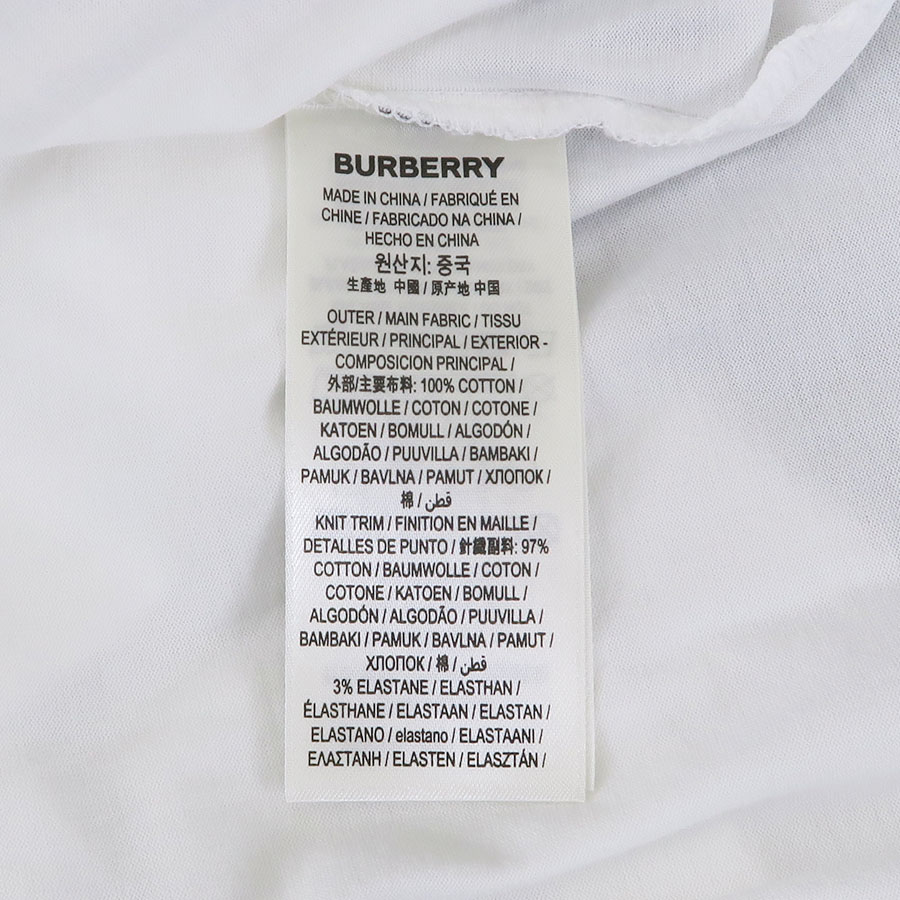 BURBERRY
MADE IN CHINA / FABRIQUÉ EN
CHINE / FABRICADO NA CHINA /
HECHO EN CHINA
원산지: 중국
生產地 中國 / 原产地 中国
OUTER / MAIN FABRIC / TISSU
EXTÉRIEUR / PRINCIPAL / EXTERIOR -
COMPOSICION PRINCIPAL /
外部/主要布料: 100% COTTON /
BAUMWOLLE / COTON / COTONE /
KATOEN / BOMULL / ALGODÓN /
ALGODÃO / PUUVILLA / BAMBAKI /
PAMUK / BAVLNA / PAMUT / ХЛОПОК /
棉 / قطن
KNIT TRIM / FINITION EN MAILLE /
DETALLES DE PUNTO / 針織副料: 97%
COTTON / BAUMWOLLE / COTON /
COTONE / KATOEN / BOMULL /
ALGODÓN / ALGODÃO / PUUVILLA /
BAMBAKI / PAMUK / BAVLNA / PAMUT /
ХЛОПОК / 棉 / قطن
3% ELASTANE / ELASTHAN /
ÉLASTHANE / ELASTAAN / ELASTAN /
ELASTANO / elastano / ELASTAANI /
ΕΛΑΣΤΑΝΗ / ELASTEN / ELASZTÁN /